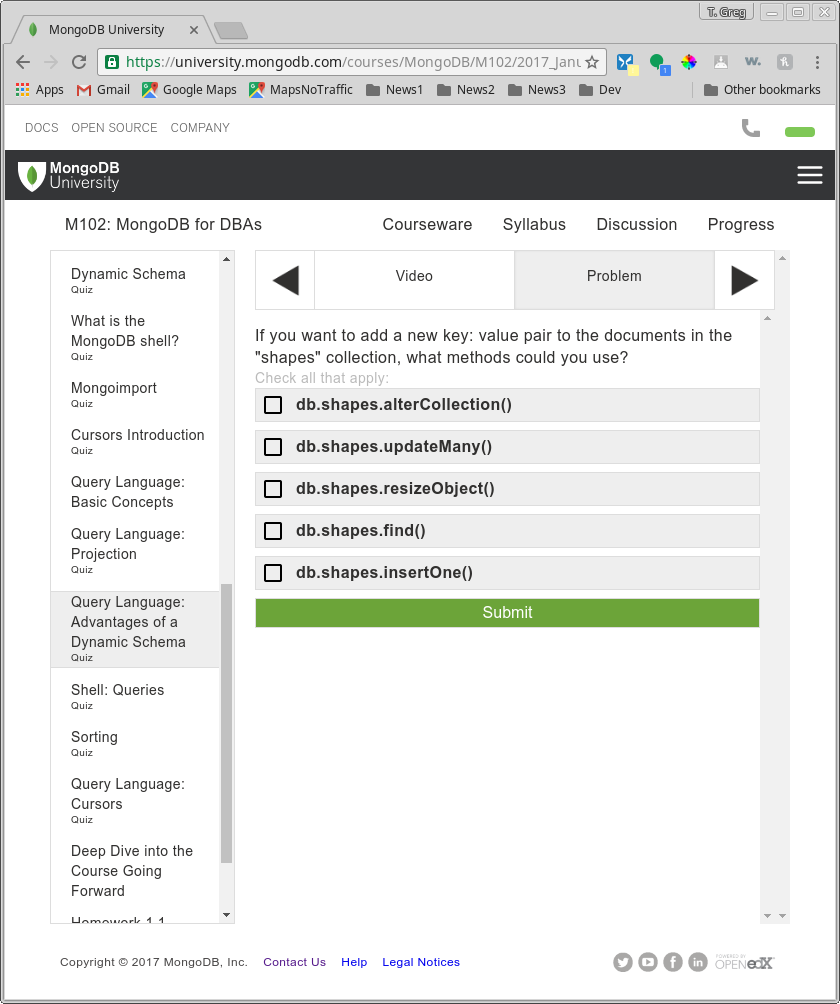 T. Greg
MongoDB University
https://university.mongodb.com/courses/MongoDB/M102/2017_Janu
Apps Gmail Google Maps MapsNoTraffic News1 News2 News3 Dev Other bookmarks
DOCS OPEN SOURCE COMPANY
MongoDB
University
M102: MongoDB for DBAs Courseware Syllabus Discussion Progress
Dynamic Schema
Quiz
What is the
MongoDB shell?
Quiz
Mongoimport
Quiz
Cursors Introduction
Quiz
Query Language:
Basic Concepts
Query Language:
Projection
Quiz
Query Language:
Advantages of a
Dynamic Schema
Quiz
Shell: Queries
Quiz
Sorting
Quiz
Query Language:
Cursors
Quiz
Deep Dive into the
Course Going
Forward
Homework 1.1
Video Problem
If you want to add a new key: value pair to the documents in the
"shapes" collection, what methods could you use?
Check all that apply:
db.shapes.alterCollection()
db.shapes.updateMany()
db.shapes.resizeObject()
db.shapes.find()
db.shapes.insertOne()
Submit
Copyright © 2017 MongoDB, Inc. Contact Us Help Legal Notices
POWERED BY
OPEN edX